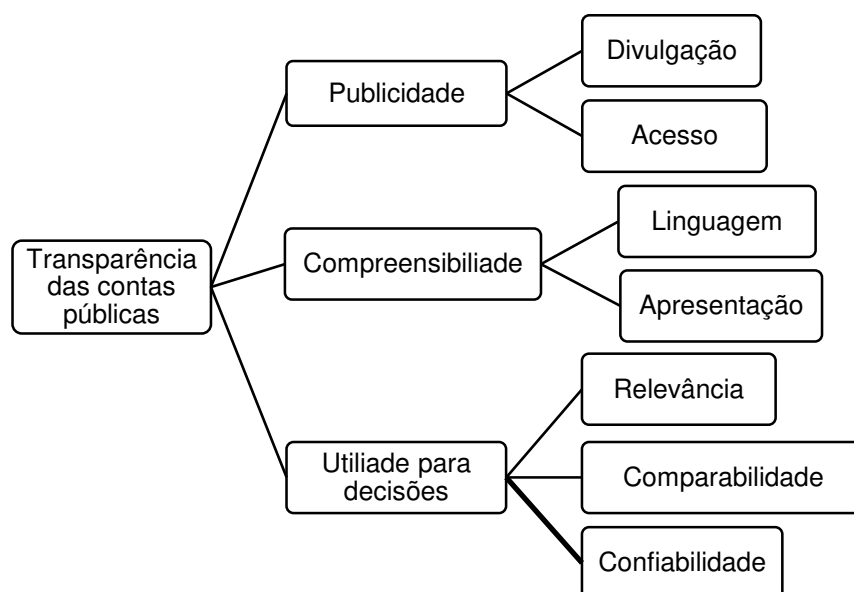 Transparência
das contas
públicas
Publicidade
Divulgação
Acesso
Compreensibiliade
Linguagem
Apresentação
Utiliade para
decisões
Relevância
Comparabilidade
Confiabilidade